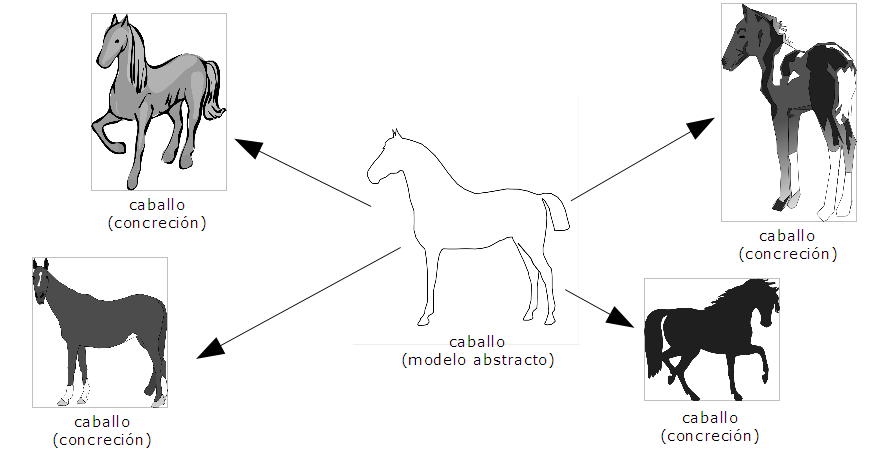 caballo
(concreción)
caballo
(concreción)
caballo
(modelo abstracto)
caballo
(concreción)
caballo
(concreción)